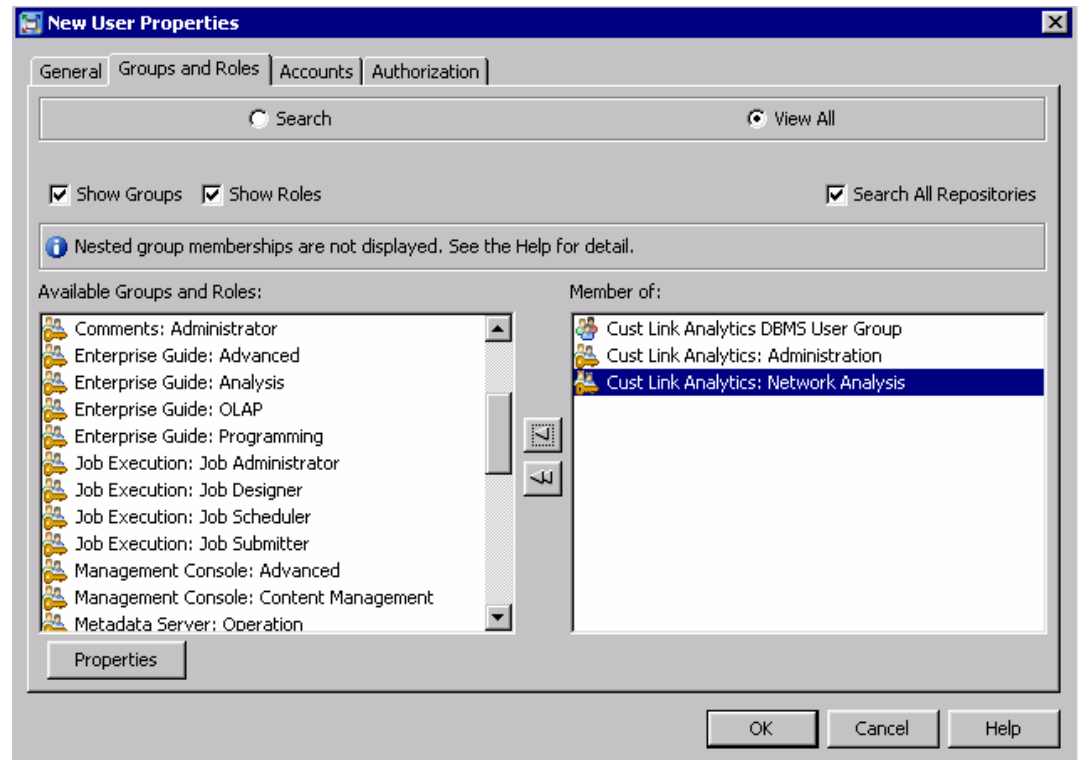 New User Properties
General Groups and Roles Accounts Authorization
Search View All
Show Groups Show Roles Search All Repositories
Nested group memberships are not displayed. See the Help for detail.
Available Groups and Roles:
Comments: Administrator
Enterprise Guide: Advanced
Enterprise Guide: Analysis
Enterprise Guide: OLAP
Enterprise Guide: Programming
Job Execution: Job Administrator
Job Execution: Job Designer
Job Execution: Job Scheduler
Job Execution: Job Submitter
Management Console: Advanced
Management Console: Content Management
Metadata Server: Operation
Member of:
Cust Link Analytics DBMS User Group
Cust Link Analytics: Administration
Cust Link Analytics: Network Analysis
Properties
OK Cancel Help